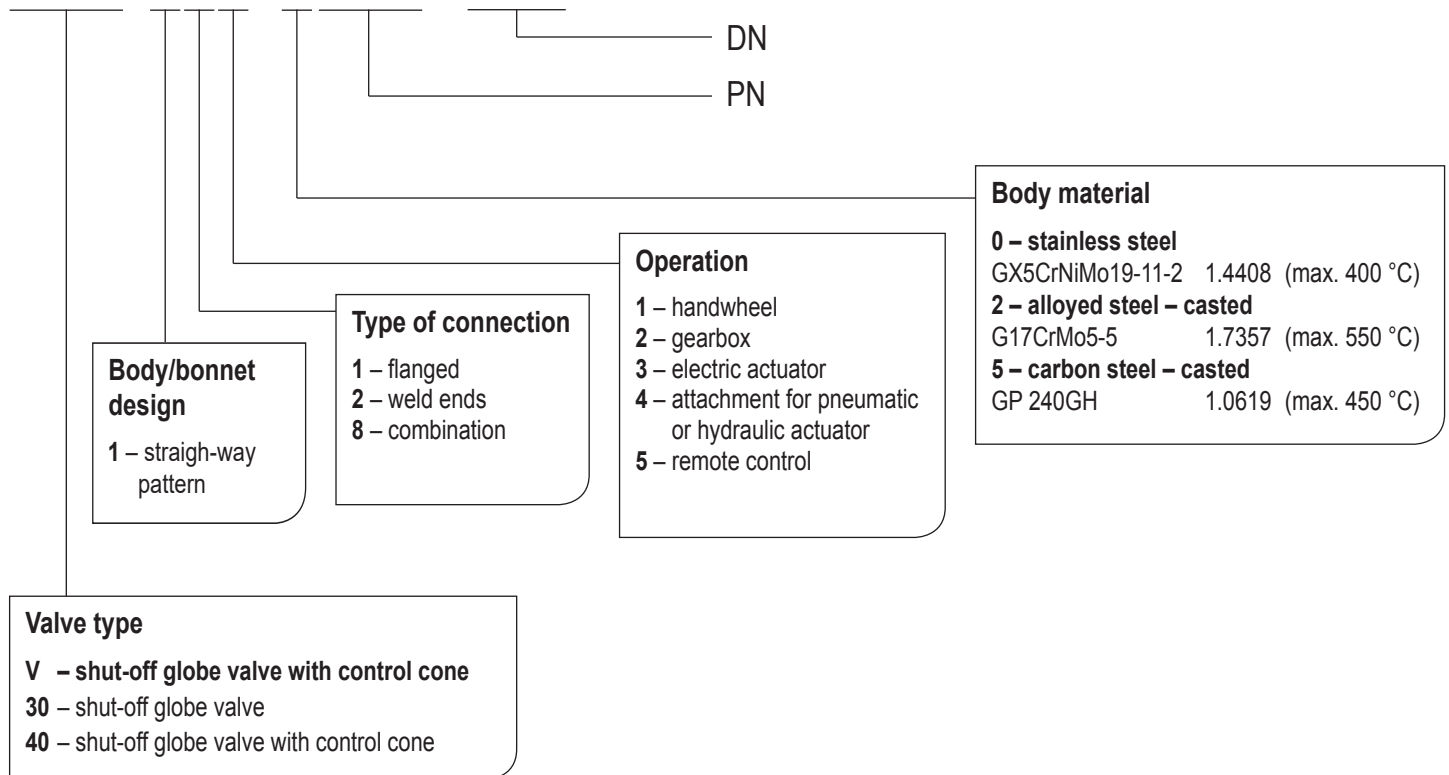 DN
PN
Body material
0 – stainless steel
GX5CrNiMo19-11-2 1.4408 (max. 400 °C)
2 – alloyed steel – casted
G17CrMo5-5 1.7357 (max. 550 °C)
5 – carbon steel – casted
GP 240GH 1.0619 (max. 450 °C)
Operation
1 – handwheel
2 – gearbox
3 – electric actuator
4 – attachment for pneumatic
or hydraulic actuator
5 – remote control
Type of connection
1 – flanged
2 – weld ends
8 – combination
Body/bonnet
design
1 – straigh-way
pattern
Valve type
V – shut-off globe valve with control cone
30 – shut-off globe valve
40 – shut-off globe valve with control cone